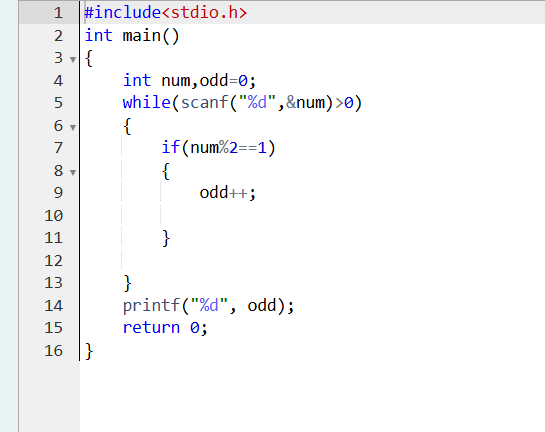 1 #include<stdio.h>
2 int main()
3 {
4 int num,odd=0;
5 while(scanf("%d",&num)>0)
6 {
7 if(num%2==1)
8 {
9 odd++;
10
11 }
12
13 }
14 printf("%d", odd);
15 return 0;
16 }